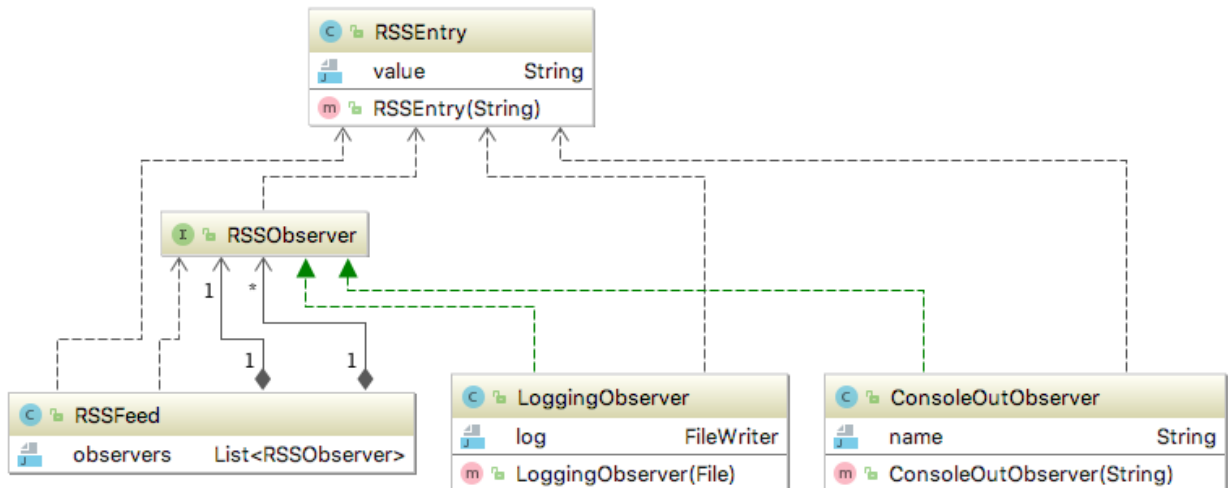 RSSEntry
value String
RSSEntry(String)
RSSObserver
1 *
1 1
RSSFeed
observers List<RSSObserver>
LoggingObserver
log FileWriter
LoggingObserver(File)
ConsoleOutObserver
name String
ConsoleOutObserver(String)